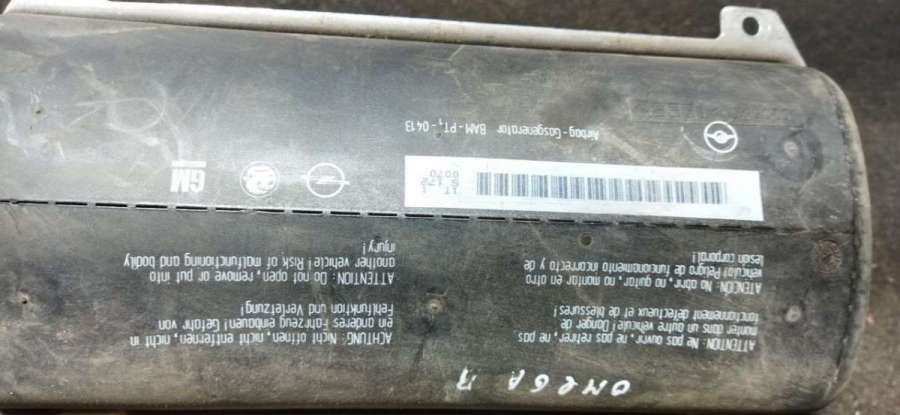 ACHTUNG: Nicht öffnen, nicht entfernen, nicht in
ein anderes Fahrzeug einbauen! Gefahr von
Fehlfunktion und Verletzung!
ATTENTION: Do not open, remove or put into
another vehicle! Risk of malfunctioning and bodily
injury!
ATTENTION: Ne pas ouvrir, ne pas retirer, ne pas
monter dans un autre véhicule! Danger de
fonctionnement défectueux et de blessures!
ATENCIÓN: No abrir, no quitar, no montar en otro
vehículo! Peligro de funcionamiento incorrecto y de
lesión corporal!
GM
Airbag-Gasgenerator BAM-PT₁-0413
OMEGA